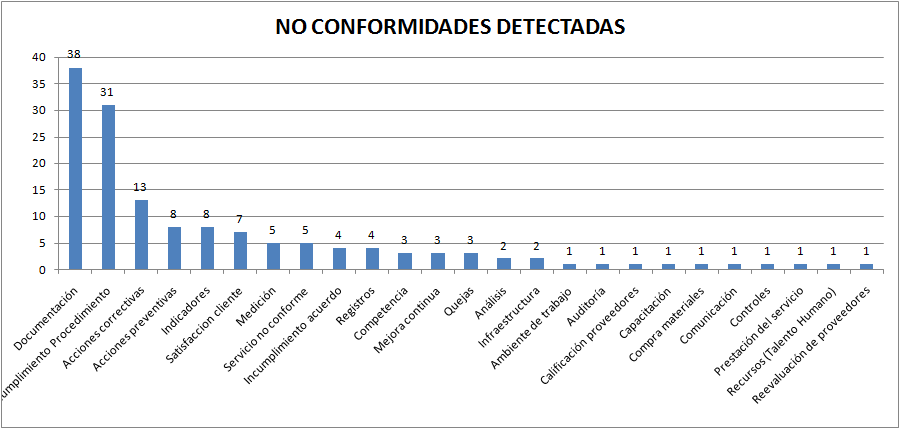 NO CONFORMIDADES DETECTADAS
40
35
30
25
20
15
10
5
0
38
31
13
8
8
7
5
5
4
4
3
3
3
2
2
1
1
1
1
1
1
1
1
1
1
Documentación
cumplimiento Procedimiento
Acciones correctivas
Acciones preventivas
Indicadores
Satisfaccion cliente
Medición
Servicio no conforme
Incumplimiento acuerdo
Registros
Competencia
Mejora continua
Quejas
Análisis
Infraestructura
Ambiente de trabajo
Auditoría
Calificación proveedores
Capacitación
Compra materiales
Comunicación
Controles
Prestación del servicio
Recursos (Talento Humano)
Reevaluación de proveedores